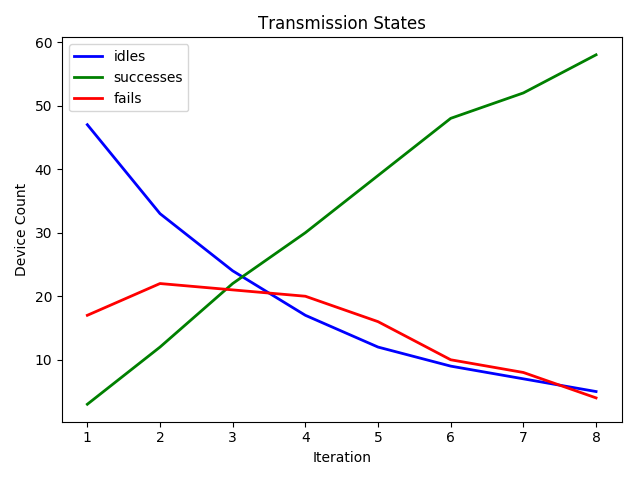 Transmission States
idles
successes
fails
Device Count
60
50
40
30
20
10
1 2 3 4 5 6 7 8
Iteration